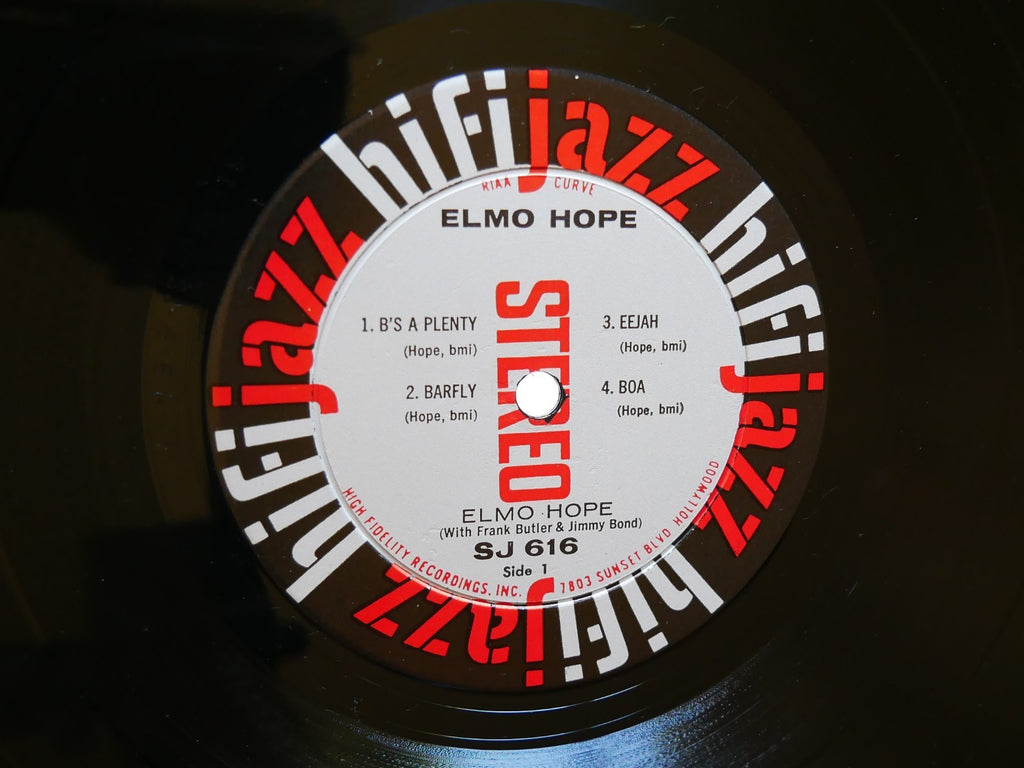 hifijazz hifijazz hifijazz hifijazz
RIAA CURVE
ELMO HOPE
STEREO
1. B'S A PLENTY
(Hope, bmi)
2. BARFLY
(Hope, bmi)
3. EEJAH
(Hope, bmi)
4. BOA
(Hope, bmi)
ELMO HOPE
(With Frank Butler & Jimmy Bond)
SJ 616
Side 1
HIGH FIDELITY RECORDINGS, INC. 7803 SUNSET BLVD HOLLYWOOD